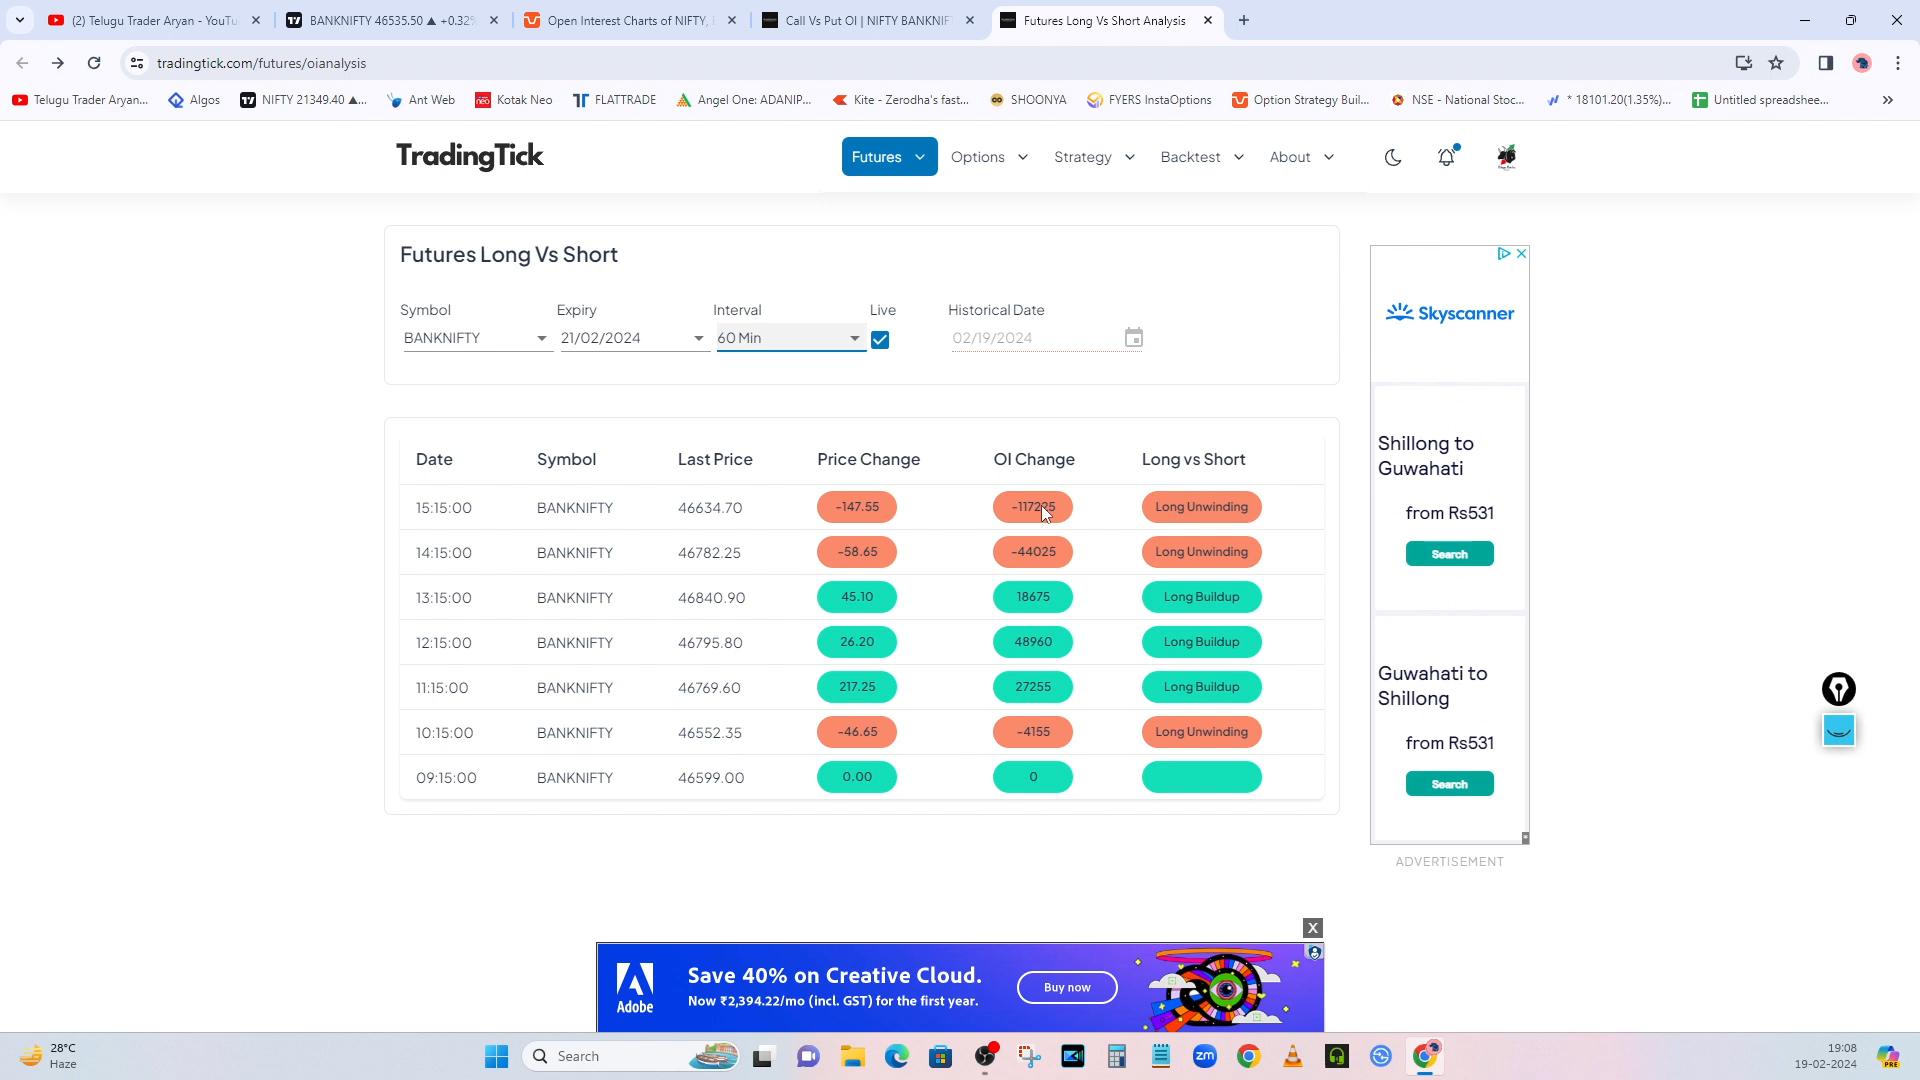 (2) Telugu Trader Aryan - YouTu
BANKNIFTY 46535.50 ▲ +0.32%
Open Interest Charts of NIFTY,
Call Vs Put OI | NIFTY BANKNIF
Futures Long Vs Short Analysis
tradingtick.com/futures/oianalysis
Telugu Trader Aryan...
Algos
NIFTY 21349.40 ▲...
Ant Web
Kotak Neo
FLATTRADE
Angel One: ADANIP...
Kite - Zerodha's fast...
SHOONYA
FYERS InstaOptions
Option Strategy Buil...
NSE - National Stoc...
* 18101.20(1.35%)...
Untitled spreadshee...
TradingTick
Futures
Options
Strategy
Backtest
About
Futures Long Vs Short
Symbol Expiry Interval Live Historical Date
BANKNIFTY 21/02/2024 60 Min 02/19/2024
Date Symbol Last Price Price Change OI Change Long vs Short
15:15:00 BANKNIFTY 46634.70 -147.55 -117225 Long Unwinding
14:15:00 BANKNIFTY 46782.25 -58.65 -44025 Long Unwinding
13:15:00 BANKNIFTY 46840.90 45.10 18675 Long Buildup
12:15:00 BANKNIFTY 46795.80 26.20 48960 Long Buildup
11:15:00 BANKNIFTY 46769.60 217.25 27255 Long Buildup
10:15:00 BANKNIFTY 46552.35 -46.65 -4155 Long Unwinding
09:15:00 BANKNIFTY 46599.00 0.00 0
Skyscanner
Shillong to
Guwahati
from Rs531
Search
Guwahati to
Shillong
from Rs531
Search
ADVERTISEMENT
X
Adobe
Save 40% on Creative Cloud.
Now ₹2,394.22/mo (incl. GST) for the first year.
Buy now
28°C
Haze
Search
zm
19:08
19-02-2024
PRE